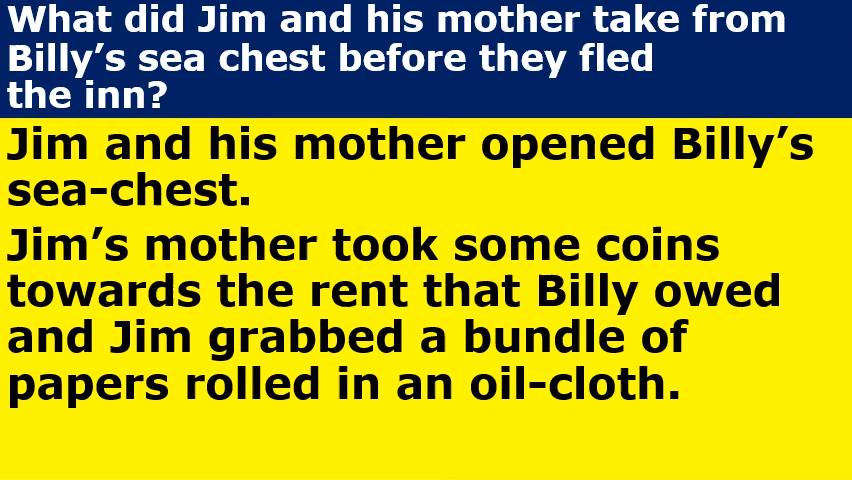 What did Jim and his mother take from
Billy’s sea chest before they fled
the inn?
Jim and his mother opened Billy’s
sea-chest.
Jim’s mother took some coins
towards the rent that Billy owed
and Jim grabbed a bundle of
papers rolled in an oil-cloth.